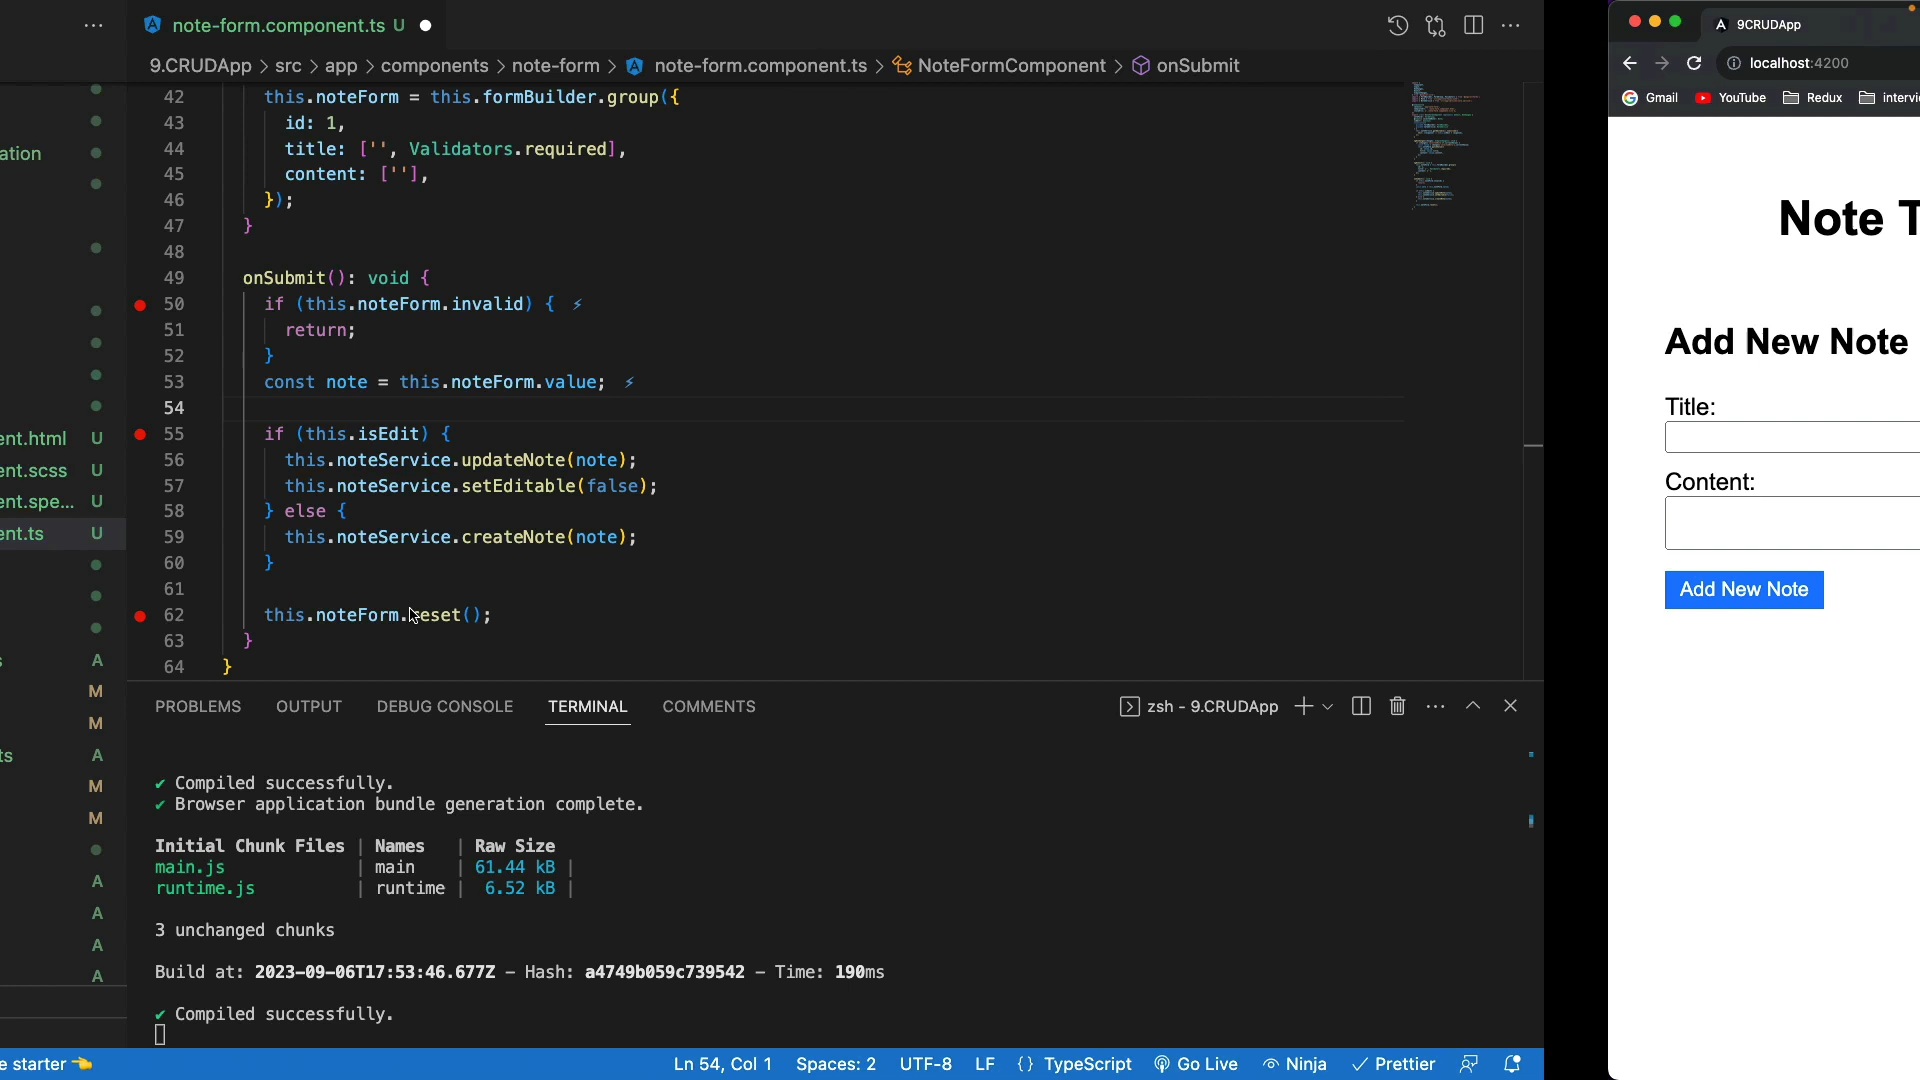 note-form.component.ts U
9.CRUDApp > src > app > components > note-form > note-form.component.ts > NoteFormComponent > onSubmit
ation
ent.html U
ent.scss U
ent.spe... U
ent.ts U
s A
M
M
ts A
M
M
A
A
A
A
42 this.noteForm = this.formBuilder.group({
43 id: 1,
44 title: ['', Validators.required],
45 content: [''],
46 });
47 }
48
49 onSubmit(): void {
50 if (this.noteForm.invalid) {
51 return;
52 }
53 const note = this.noteForm.value;
54
55 if (this.isEdit) {
56 this.noteService.updateNote(note);
57 this.noteService.setEditable(false);
58 } else {
59 this.noteService.createNote(note);
60 }
61
62 this.noteForm.reset();
63 }
64 }
PROBLEMS OUTPUT DEBUG CONSOLE TERMINAL COMMENTS
zsh - 9.CRUDApp
✔ Compiled successfully.
✔ Browser application bundle generation complete.
Initial Chunk Files | Names | Raw Size
main.js | main | 61.44 kB |
runtime.js | runtime | 6.52 kB |
3 unchanged chunks
Build at: 2023-09-06T17:53:46.677Z - Hash: a4749b059c739542 - Time: 190ms
✔ Compiled successfully.
e starter 👈
Ln 54, Col 1 Spaces: 2 UTF-8 LF {} TypeScript Go Live Ninja Prettier
9CRUDApp
localhost:4200
Gmail YouTube Redux intervi
Note T
Add New Note
Title:
Content:
Add New Note